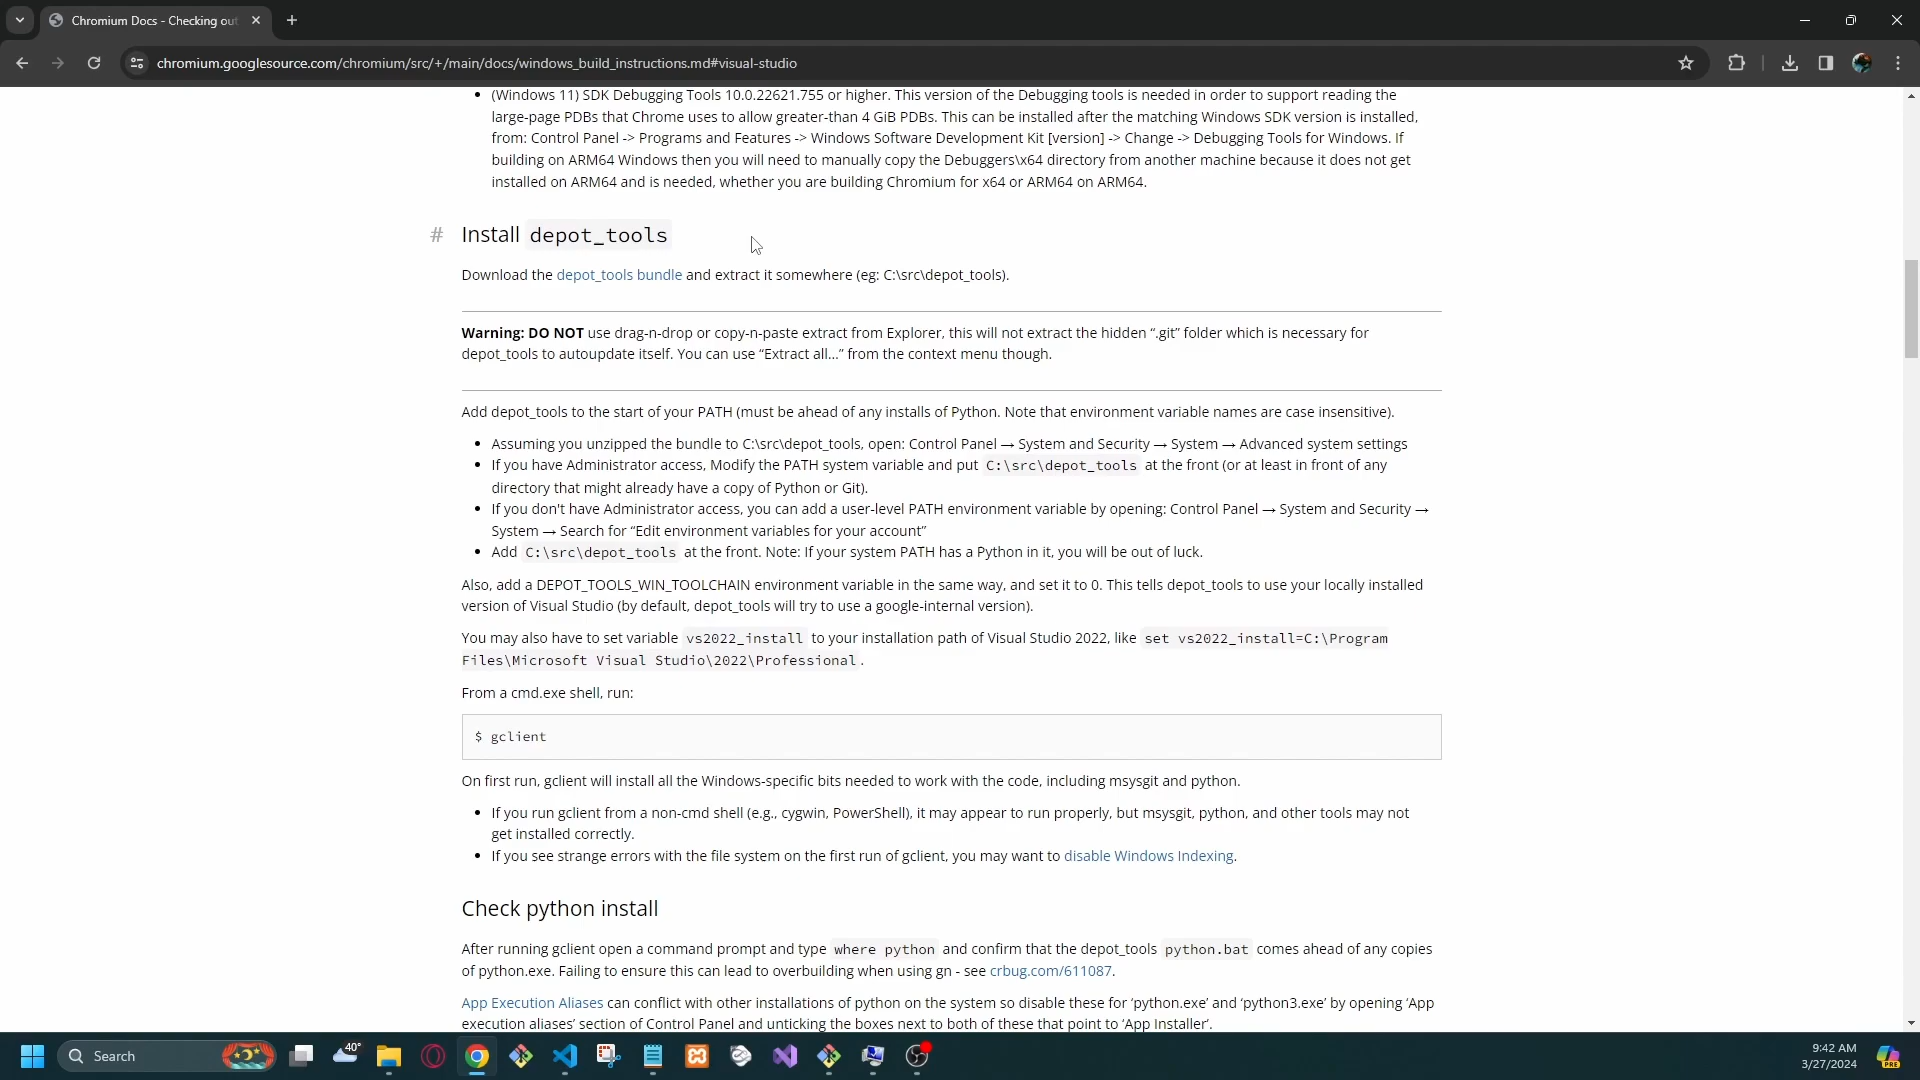 Chromium Docs - Checking out
chromium.googlesource.com/chromium/src/+/main/docs/windows_build_instructions.md#visual-studio
• (Windows 11) SDK Debugging Tools 10.0.22621.755 or higher. This version of the Debugging tools is needed in order to support reading the
large-page PDBs that Chrome uses to allow greater-than 4 GiB PDBs. This can be installed after the matching Windows SDK version is installed,
from: Control Panel -> Programs and Features -> Windows Software Development Kit [version] -> Change -> Debugging Tools for Windows. If
building on ARM64 Windows then you will need to manually copy the Debuggers\x64 directory from another machine because it does not get
installed on ARM64 and is needed, whether you are building Chromium for x64 or ARM64 on ARM64.
# Install depot_tools
Download the depot_tools bundle and extract it somewhere (eg: C:\src\depot_tools).
Warning: DO NOT use drag-n-drop or copy-n-paste extract from Explorer, this will not extract the hidden “.git” folder which is necessary for
depot_tools to autoupdate itself. You can use “Extract all…” from the context menu though.
Add depot_tools to the start of your PATH (must be ahead of any installs of Python. Note that environment variable names are case insensitive).
• Assuming you unzipped the bundle to C:\src\depot_tools, open: Control Panel → System and Security → System → Advanced system settings
• If you have Administrator access, Modify the PATH system variable and put C:\src\depot_tools at the front (or at least in front of any
directory that might already have a copy of Python or Git).
• If you don't have Administrator access, you can add a user-level PATH environment variable by opening: Control Panel → System and Security →
System → Search for “Edit environment variables for your account”
• Add C:\src\depot_tools at the front. Note: If your system PATH has a Python in it, you will be out of luck.
Also, add a DEPOT_TOOLS_WIN_TOOLCHAIN environment variable in the same way, and set it to 0. This tells depot_tools to use your locally installed
version of Visual Studio (by default, depot_tools will try to use a google-internal version).
You may also have to set variable vs2022_install to your installation path of Visual Studio 2022, like set vs2022_install=C:\Program
Files\Microsoft Visual Studio\2022\Professional.
From a cmd.exe shell, run:
$ gclient
On first run, gclient will install all the Windows-specific bits needed to work with the code, including msysgit and python.
• If you run gclient from a non-cmd shell (e.g., cygwin, PowerShell), it may appear to run properly, but msysgit, python, and other tools may not
get installed correctly.
• If you see strange errors with the file system on the first run of gclient, you may want to disable Windows Indexing.
Check python install
After running gclient open a command prompt and type where python and confirm that the depot_tools python.bat comes ahead of any copies
of python.exe. Failing to ensure this can lead to overbuilding when using gn - see crbug.com/611087.
App Execution Aliases can conflict with other installations of python on the system so disable these for ‘python.exe’ and ‘python3.exe’ by opening ‘App
execution aliases’ section of Control Panel and unticking the boxes next to both of these that point to ‘App Installer’.
Search
40°
9:42 AM
3/27/2024
PRE